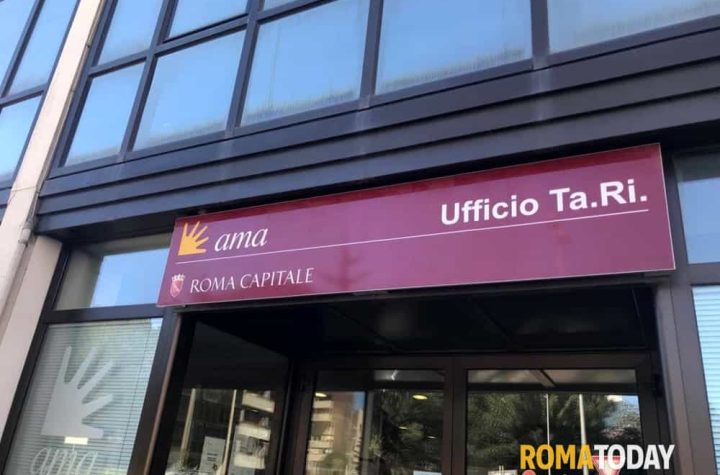 ama
Ufficio Ta.Ri.
ROMA CAPITALE
ama
ROMATODAY